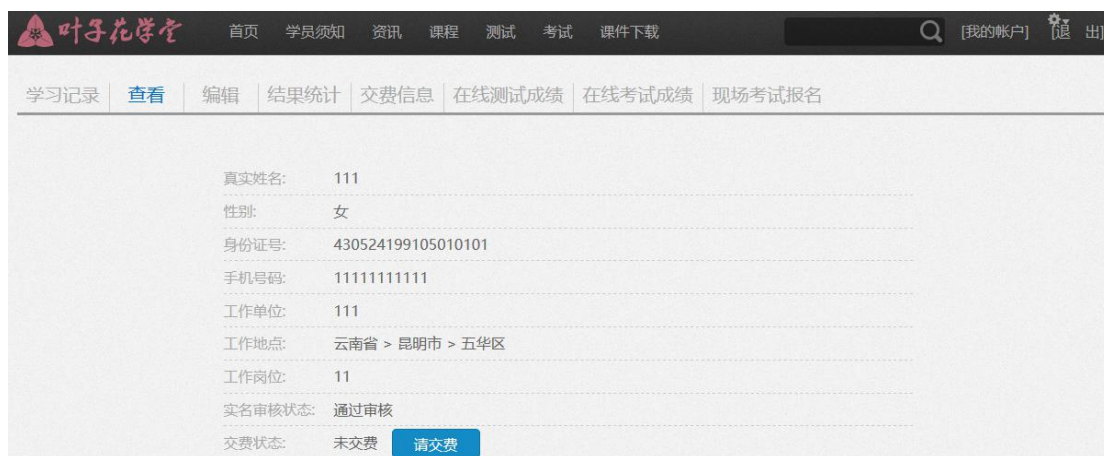 叶子花学堂 首页 学员须知 资讯 课程 测试 考试 课件下载 [我的帐户] [退 出]
学习记录 查看 编辑 结果统计 交费信息 在线测试成绩 在线考试成绩 现场考试报名
真实姓名: 111
性别: 女
身份证号: 430524199105010101
手机号码: 11111111111
工作单位: 111
工作地点: 云南省 > 昆明市 > 五华区
工作岗位: 11
实名审核状态: 通过审核
交费状态: 未交费 请交费